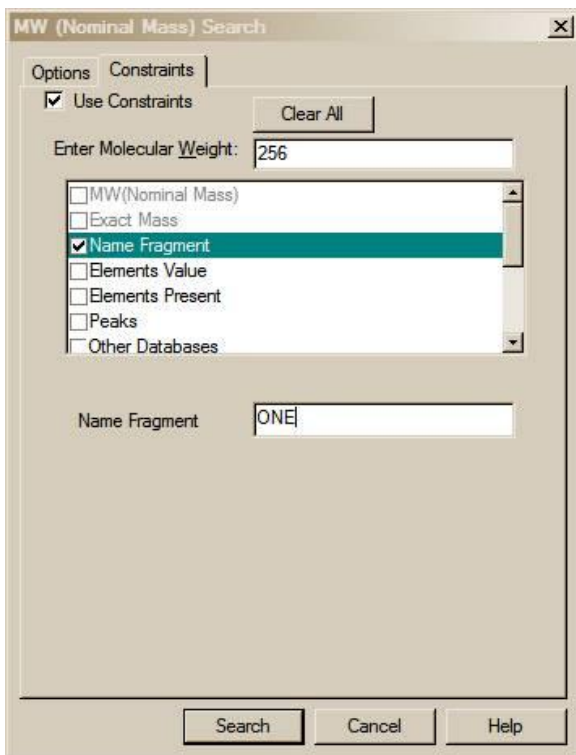 MW (Nominal Mass) Search
Options Constraints
Use Constraints Clear All
Enter Molecular Weight: 256
MW(Nominal Mass)
Exact Mass
Name Fragment
Elements Value
Elements Present
Peaks
Other Databases
Name Fragment ONE
Search Cancel Help